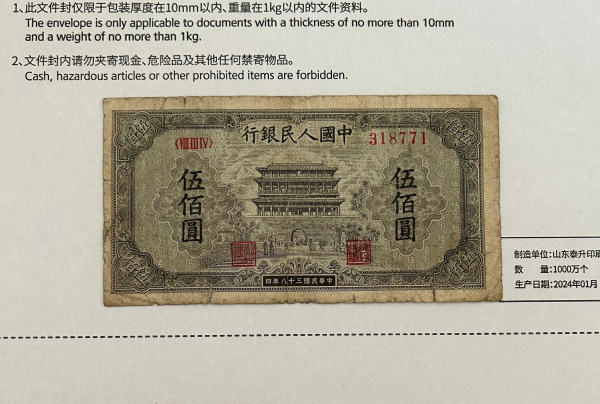 1、此文件封仅限于包装厚度在10mm以内、重量在1kg以内的文件资料。
The envelope is only applicable to documents with a thickness of no more than 10mm
and a weight of no more than 1kg.
2、文件封内请勿夹寄现金、危险品及其他任何禁寄物品。
Cash, hazardous articles or other prohibited items are forbidden.
行銀民人國中
〈VIII III IV〉
318771
伍佰圓
伍佰圓
年八十三國民華中
制造单位:山东泰升印刷
数 量:1000万个
生产日期:2024年01月